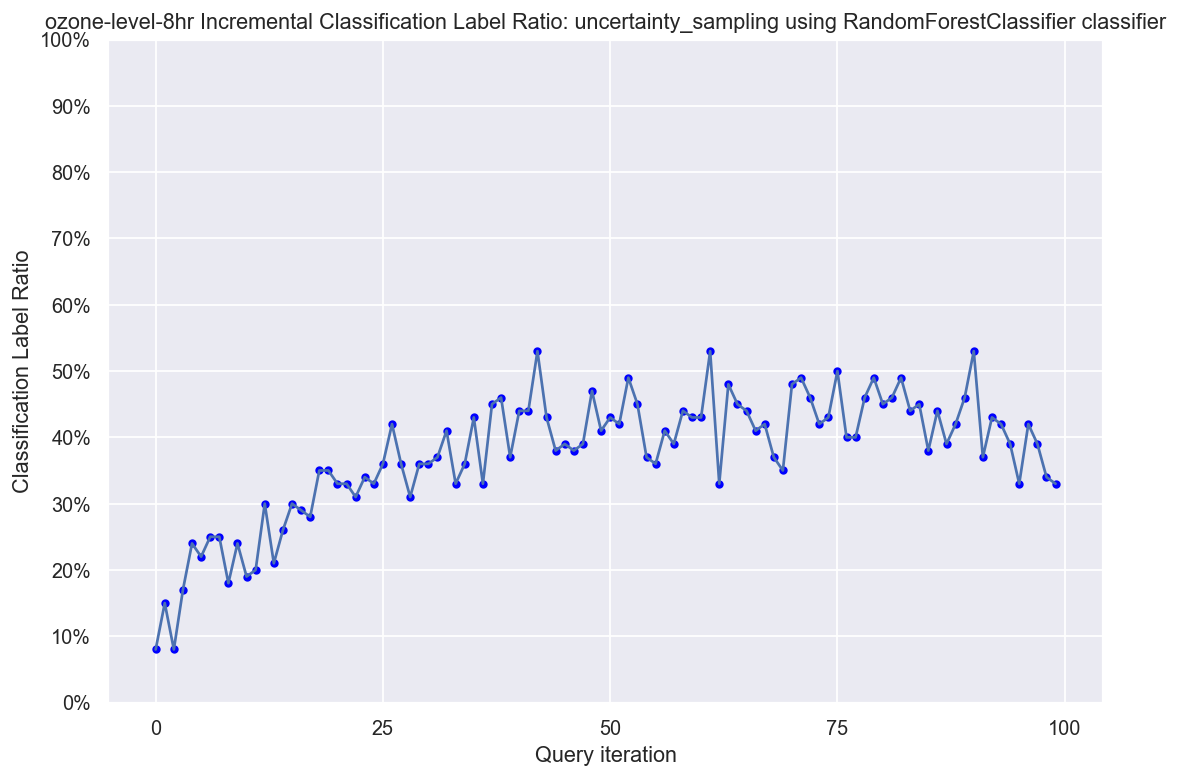 ozone-level-8hr Incremental Classification Label Ratio: uncertainty_sampling using RandomForestClassifier classifier
100%
90%
80%
70%
60%
50%
40%
30%
20%
10%
0%
Classification Label Ratio
0 25 50 75 100
Query iteration